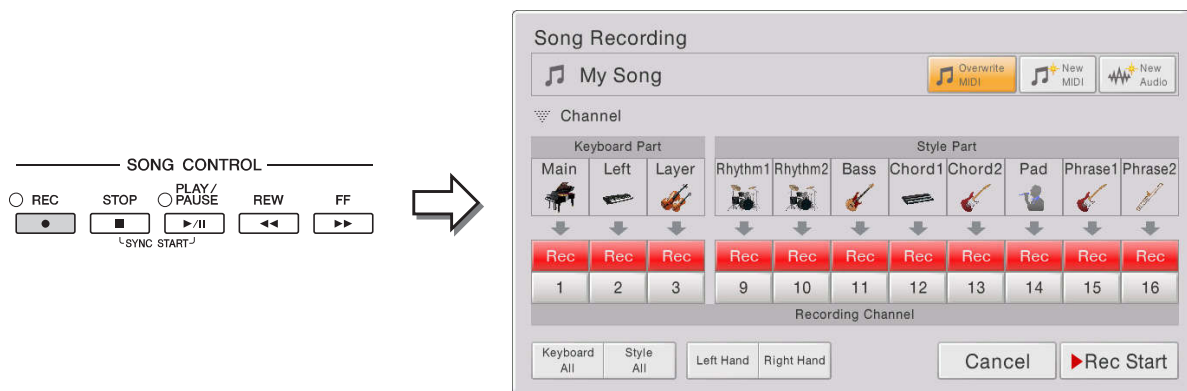 SONG CONTROL
REC STOP PLAY/PAUSE REW FF
SYNC START
Song Recording
My Song
Overwrite MIDI
New MIDI
New Audio
Channel
Keyboard Part Style Part
Main Left Layer Rhythm1 Rhythm2 Bass Chord1 Chord2 Pad Phrase1 Phrase2
Rec Rec Rec Rec Rec Rec Rec Rec Rec Rec Rec
1 2 3 9 10 11 12 13 14 15 16
Recording Channel
Keyboard All
Style All
Left Hand Right Hand
Cancel Rec Start